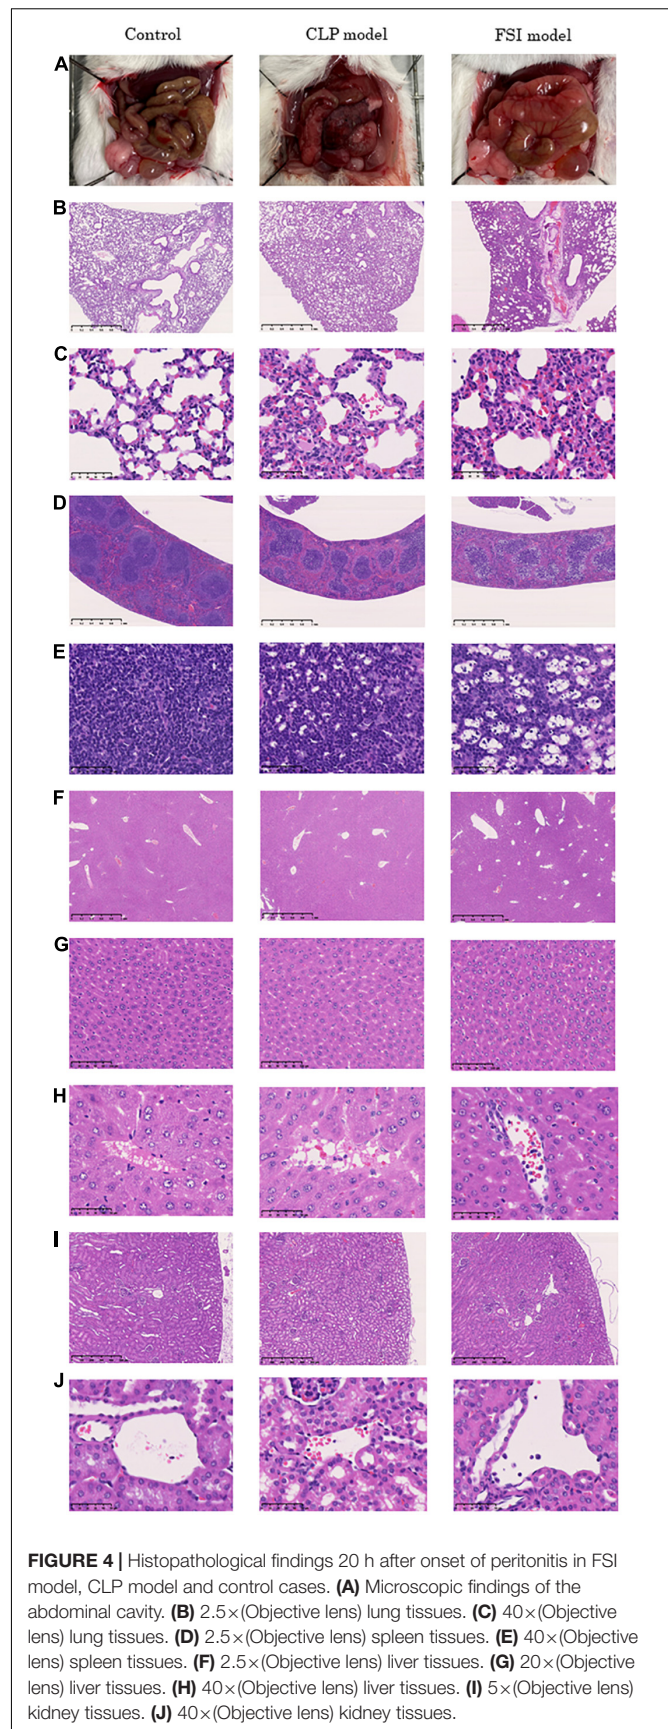 Control CLP model FSI model
A
B
C
D
E
F
G
H
I
J
FIGURE 4 | Histopathological findings 20 h after onset of peritonitis in FSI
model, CLP model and control cases. (A) Microscopic findings of the
abdominal cavity. (B) 2.5×(Objective lens) lung tissues. (C) 40×(Objective
lens) lung tissues. (D) 2.5×(Objective lens) spleen tissues. (E) 40×(Objective
lens) spleen tissues. (F) 2.5×(Objective lens) liver tissues. (G) 20×(Objective
lens) liver tissues. (H) 40×(Objective lens) liver tissues. (I) 5×(Objective lens)
kidney tissues. (J) 40×(Objective lens) kidney tissues.